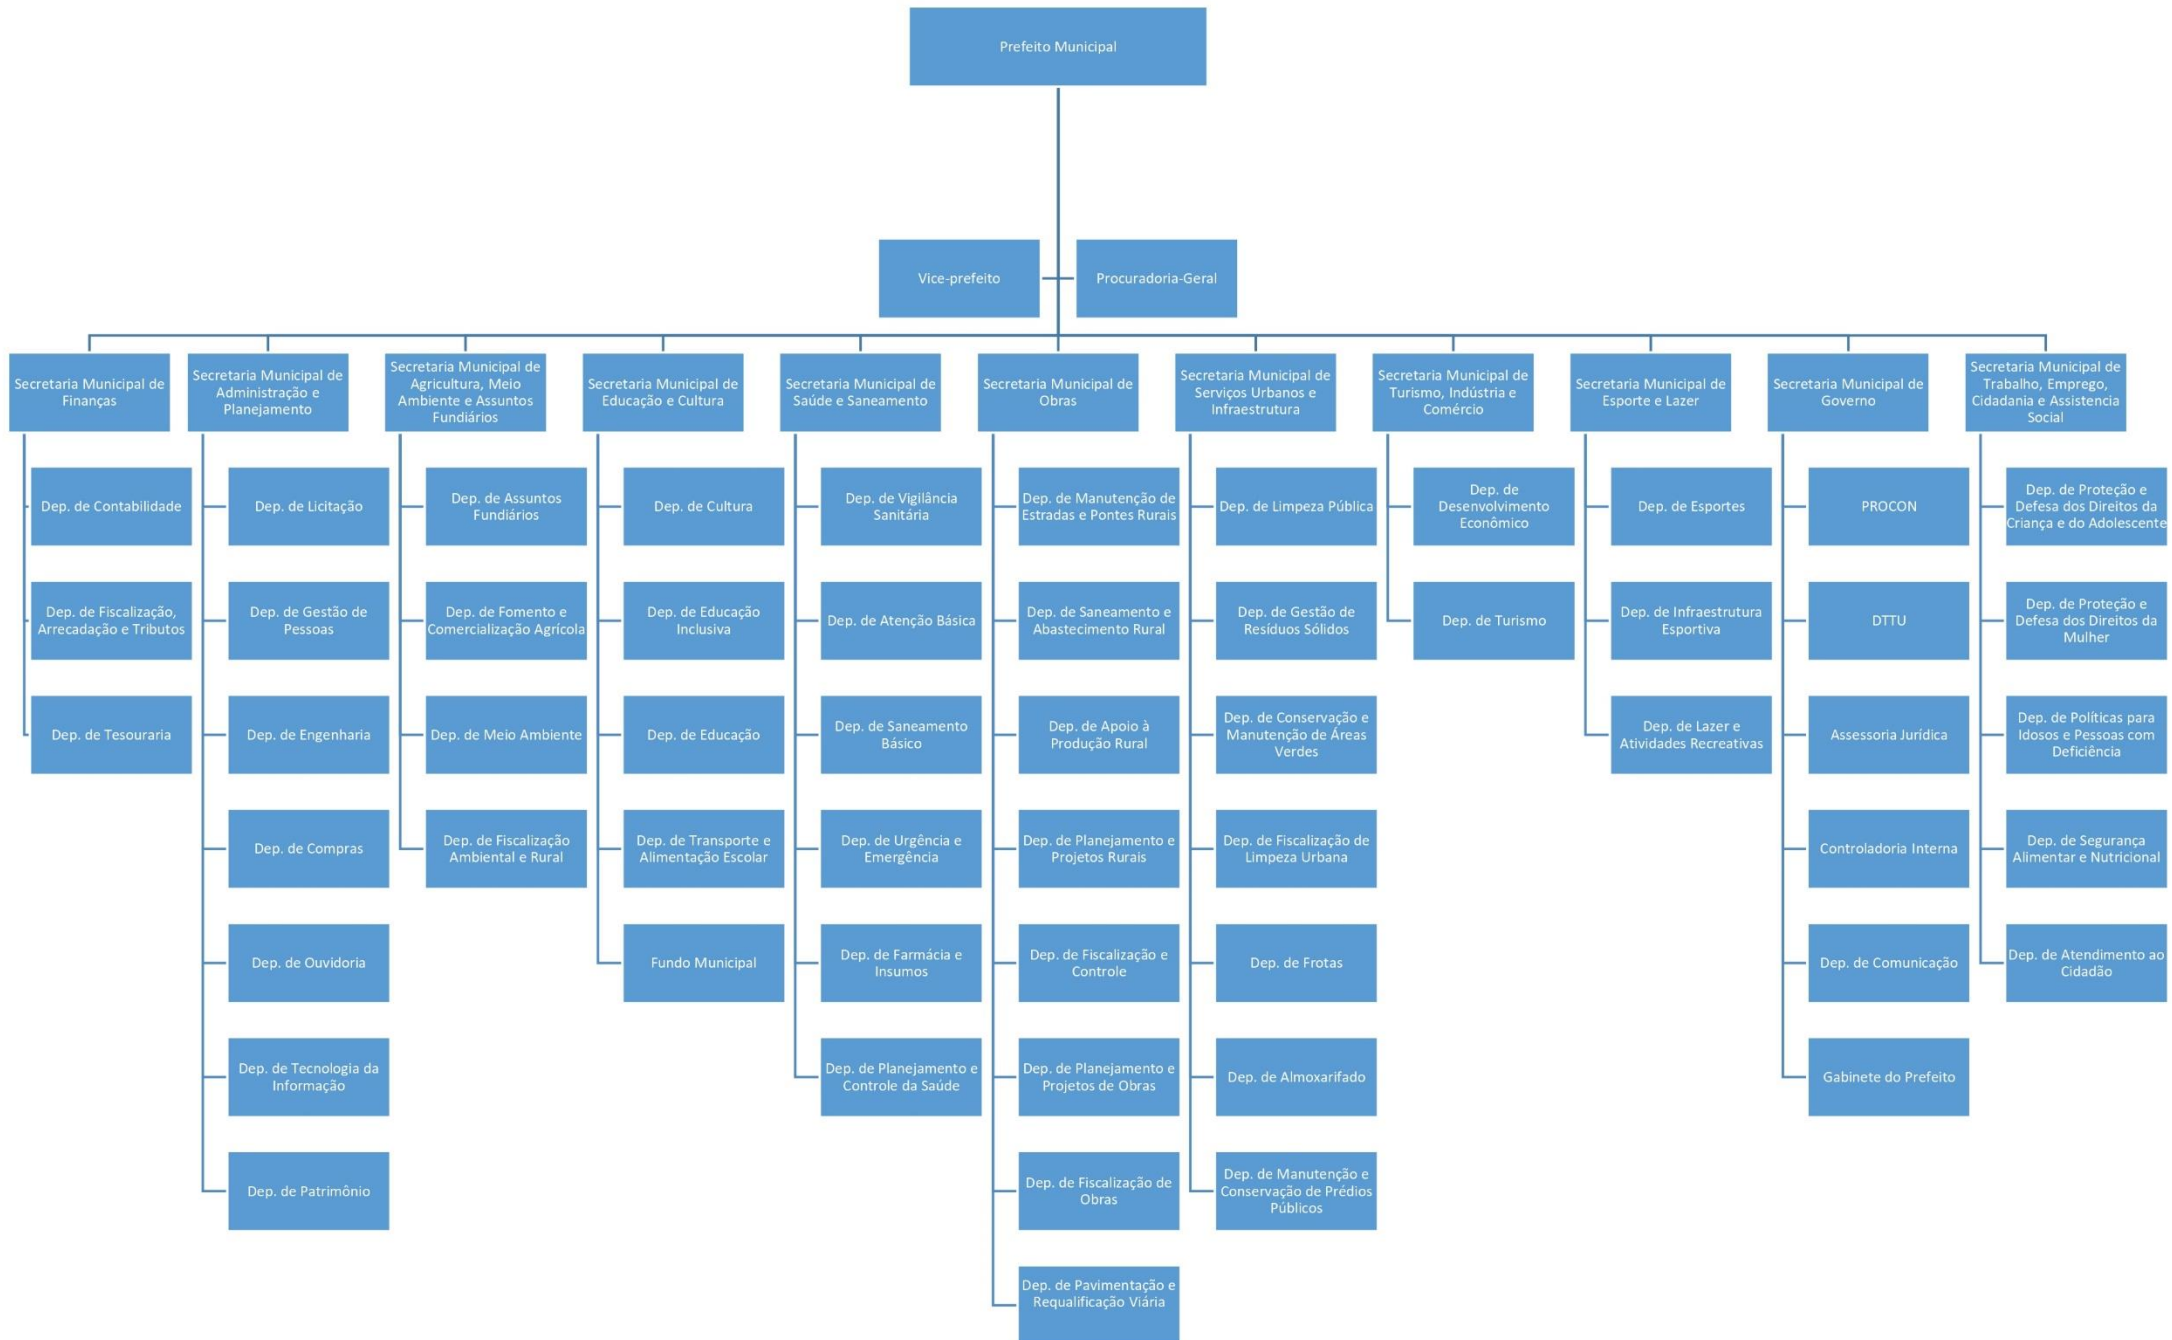 Prefeito Municipal
Vice-prefeito
Procuradoria-Geral
Secretaria Municipal de
Finanças
Secretaria Municipal de
Administração e
Planejamento
Secretaria Municipal de
Agricultura, Meio
Ambiente e Assuntos
Fundiários
Secretaria Municipal de
Educação e Cultura
Secretaria Municipal de
Saúde e Saneamento
Secretaria Municipal de
Obras
Secretaria Municipal de
Serviços Urbanos e
Infraestrutura
Secretaria Municipal de
Turismo, Indústria e
Comércio
Secretaria Municipal de
Esporte e Lazer
Secretaria Municipal de
Governo
Secretaria Municipal de
Trabalho, Emprego,
Cidadania e Assistencia
Social
Dep. de Contabilidade
Dep. de Licitação
Dep. de Assuntos
Fundiários
Dep. de Cultura
Dep. de Vigilância
Sanitária
Dep. de Manutenção de
Estradas e Pontes Rurais
Dep. de Limpeza Pública
Dep. de
Desenvolvimento
Econômico
Dep. de Esportes
PROCON
Dep. de Proteção e
Defesa dos Direitos da
Criança e do Adolescente
Dep. de Fiscalização,
Arrecadação e Tributos
Dep. de Gestão de
Pessoas
Dep. de Fomento e
Comercialização Agrícola
Dep. de Educação
Inclusiva
Dep. de Atenção Básica
Dep. de Saneamento e
Abastecimento Rural
Dep. de Gestão de
Resíduos Sólidos
Dep. de Turismo
Dep. de Infraestrutura
Esportiva
DTTU
Dep. de Proteção e
Defesa dos Direitos da
Mulher
Dep. de Tesouraria
Dep. de Engenharia
Dep. de Meio Ambiente
Dep. de Educação
Dep. de Saneamento
Básico
Dep. de Apoio à
Produção Rural
Dep. de Conservação e
Manutenção de Áreas
Verdes
Dep. de Lazer e
Atividades Recreativas
Assessoria Jurídica
Dep. de Políticas para
Idosos e Pessoas com
Deficiência
Dep. de Compras
Dep. de Fiscalização
Ambiental e Rural
Dep. de Transporte e
Alimentação Escolar
Dep. de Urgência e
Emergência
Dep. de Planejamento e
Projetos Rurais
Dep. de Fiscalização de
Limpeza Urbana
Controladoria Interna
Dep. de Segurança
Alimentar e Nutricional
Dep. de Ouvidoria
Fundo Municipal
Dep. de Farmácia e
Insumos
Dep. de Fiscalização e
Controle
Dep. de Frotas
Dep. de Comunicação
Dep. de Atendimento ao
Cidadão
Dep. de Tecnologia da
Informação
Dep. de Planejamento e
Controle da Saúde
Dep. de Planejamento e
Projetos de Obras
Dep. de Almoxarifado
Gabinete do Prefeito
Dep. de Patrimônio
Dep. de Fiscalização de
Obras
Dep. de Manutenção e
Conservação de Prédios
Públicos
Dep. de Pavimentação e
Requalificação Viária